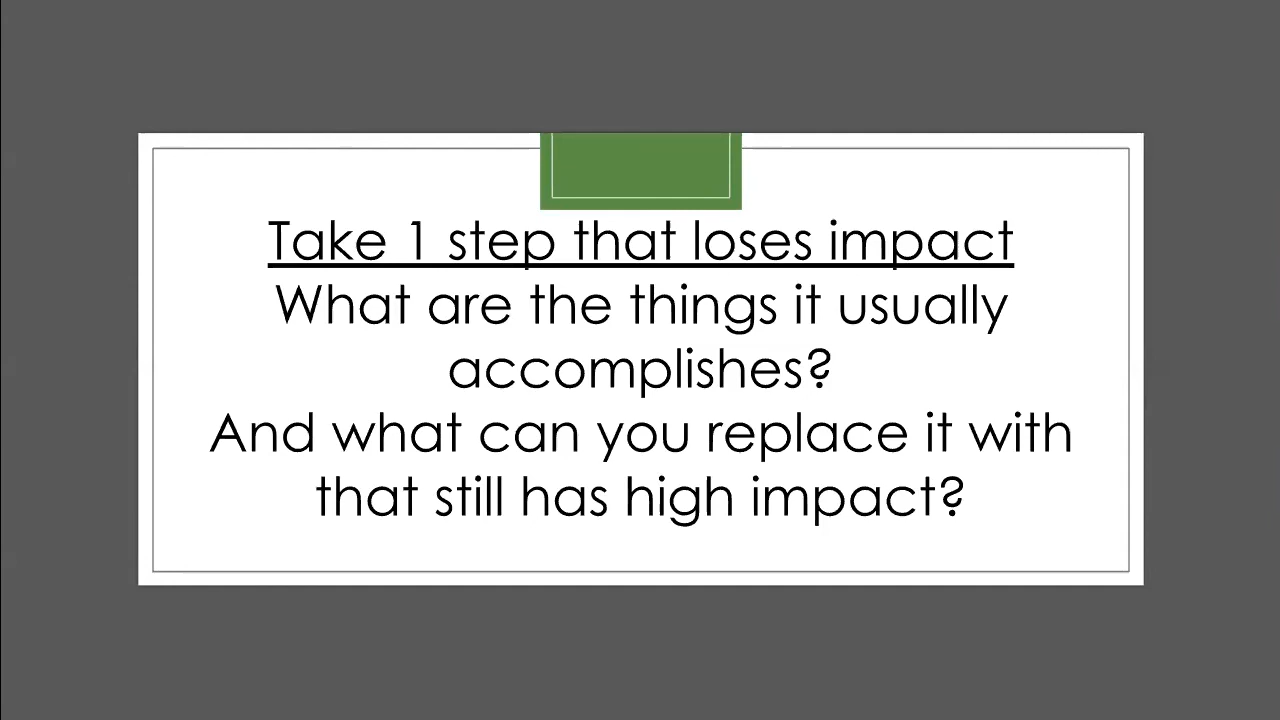 Take 1 step that loses impact
What are the things it usually
accomplishes?
And what can you replace it with
that still has high impact?